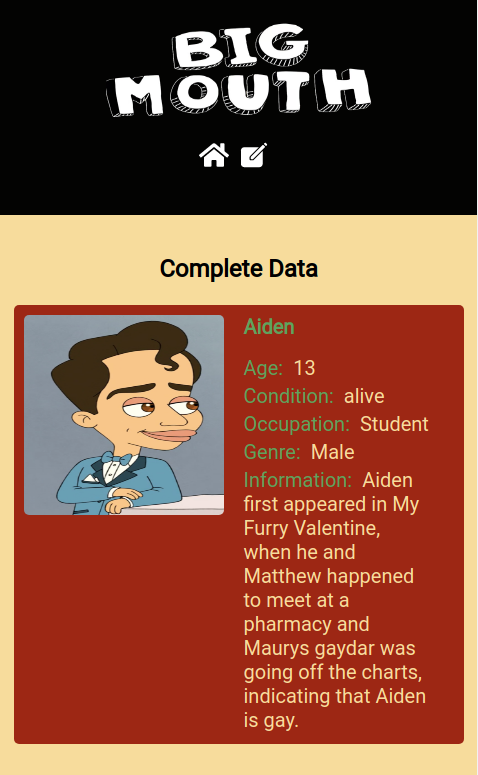 BIG
MOUTH
Complete Data
Aiden
Age: 13
Condition: alive
Occupation: Student
Genre: Male
Information: Aiden
first appeared in My
Furry Valentine,
when he and
Matthew happened
to meet at a
pharmacy and
Maurys gaydar was
going off the charts,
indicating that Aiden
is gay.